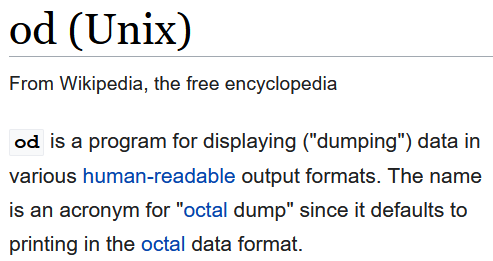 od (Unix)
From Wikipedia, the free encyclopedia
od is a program for displaying ("dumping") data in
various human-readable output formats. The name
is an acronym for "octal dump" since it defaults to
printing in the octal data format.